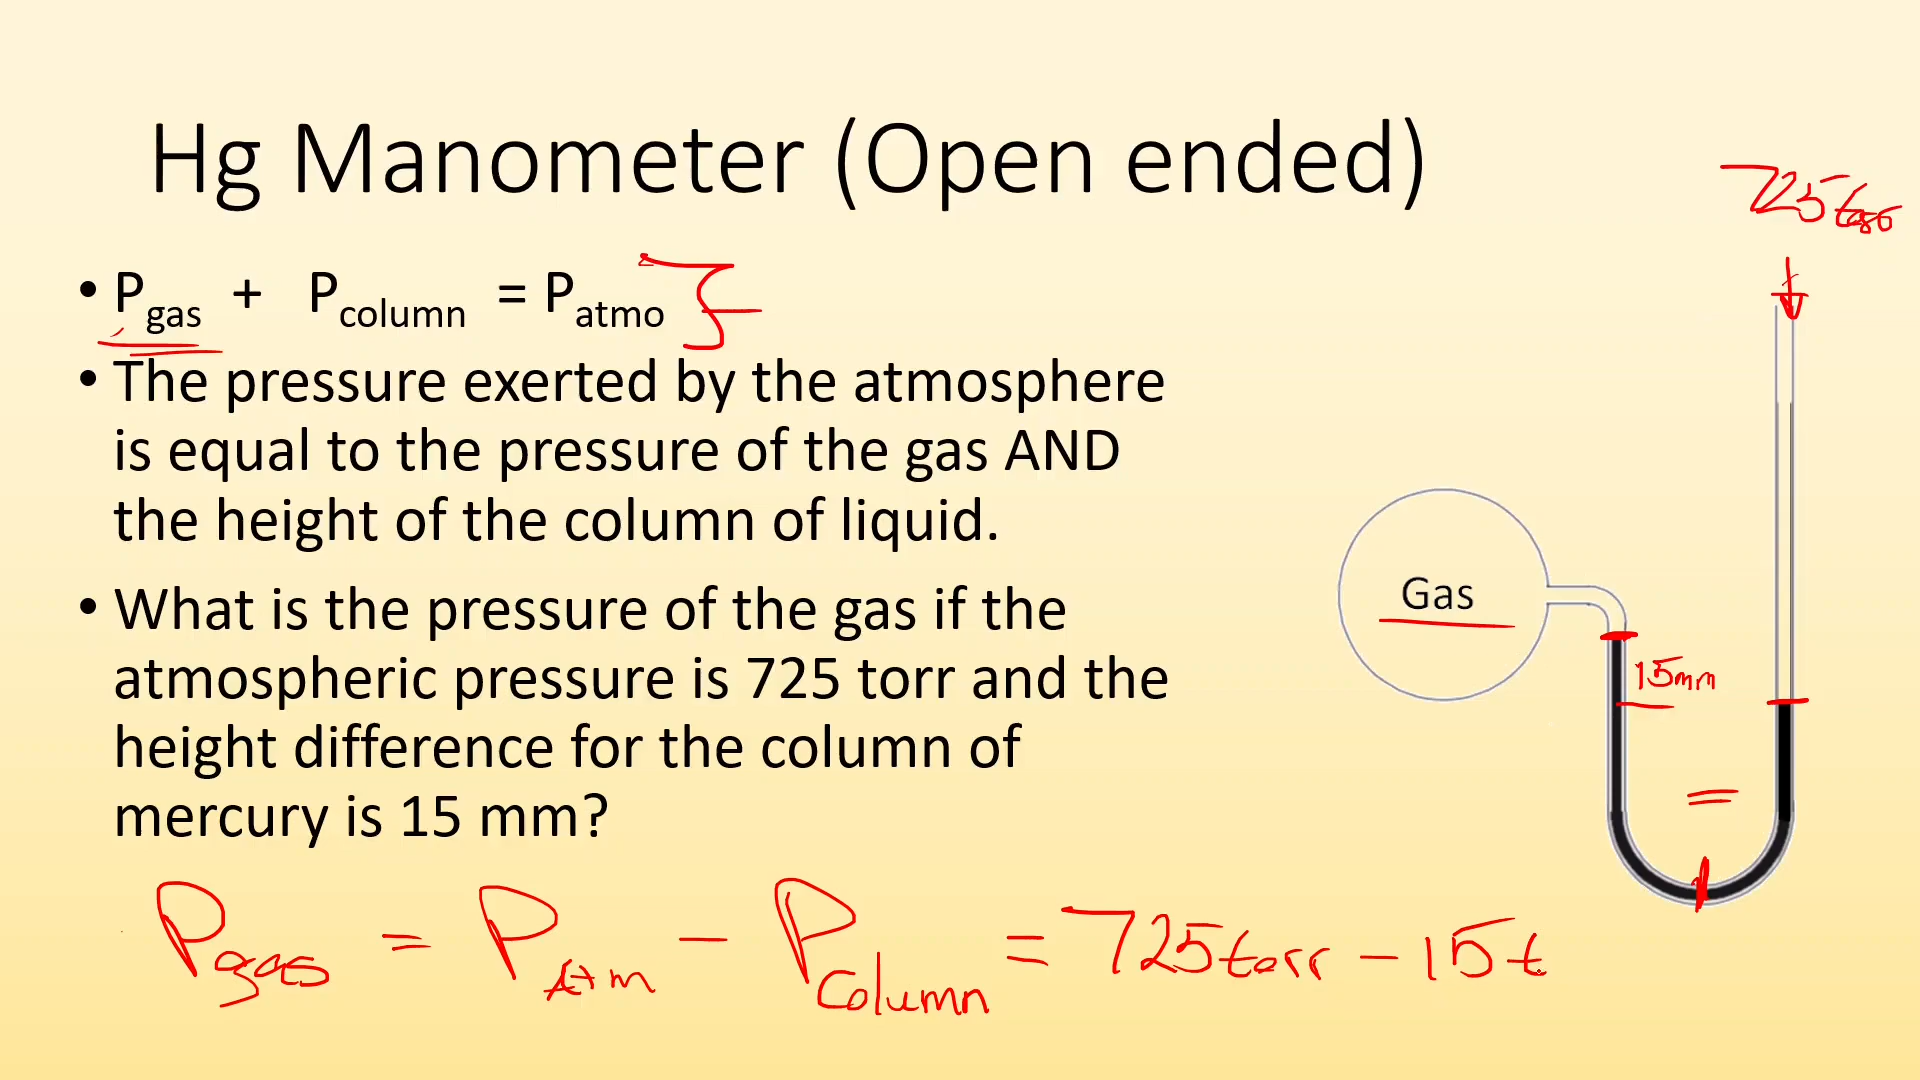 Hg Manometer (Open ended)
725 torr
• Pgas + Pcolumn = Patmo
• The pressure exerted by the atmosphere
is equal to the pressure of the gas AND
the height of the column of liquid.
• What is the pressure of the gas if the
atmospheric pressure is 725 torr and the
height difference for the column of
mercury is 15 mm?
Gas
15mm
=
Pgas = PAtm - PColumn = 725torr - 15t